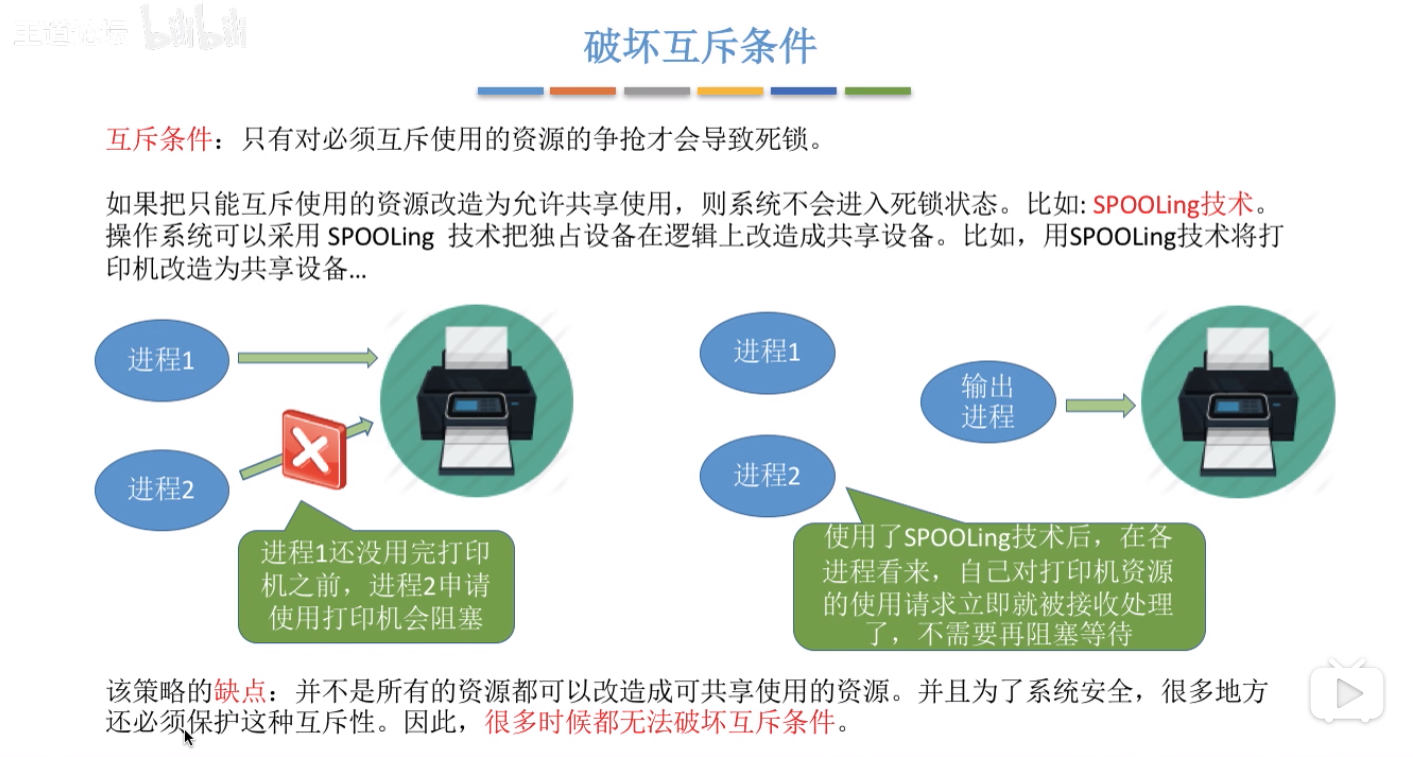 王道论坛 bilibili
破坏互斥条件
互斥条件：只有对必须互斥使用的资源的争抢才会导致死锁。
如果把只能互斥使用的资源改造为允许共享使用，则系统不会进入死锁状态。比如: SPOOLing技术。
操作系统可以采用 SPOOLing 技术把独占设备在逻辑上改造成共享设备。比如，用SPOOLing技术将打
印机改造为共享设备...
进程1
进程2
进程1还没用完打印
机之前，进程2申请
使用打印机会阻塞
进程1
进程2
输出
进程
使用了SPOOLing技术后，在各
进程看来，自己对打印机资源
的使用请求立即就被接收处理
了，不需要再阻塞等待
该策略的缺点：并不是所有的资源都可以改造成可共享使用的资源。并且为了系统安全，很多地方
还必须保护这种互斥性。因此，很多时候都无法破坏互斥条件。